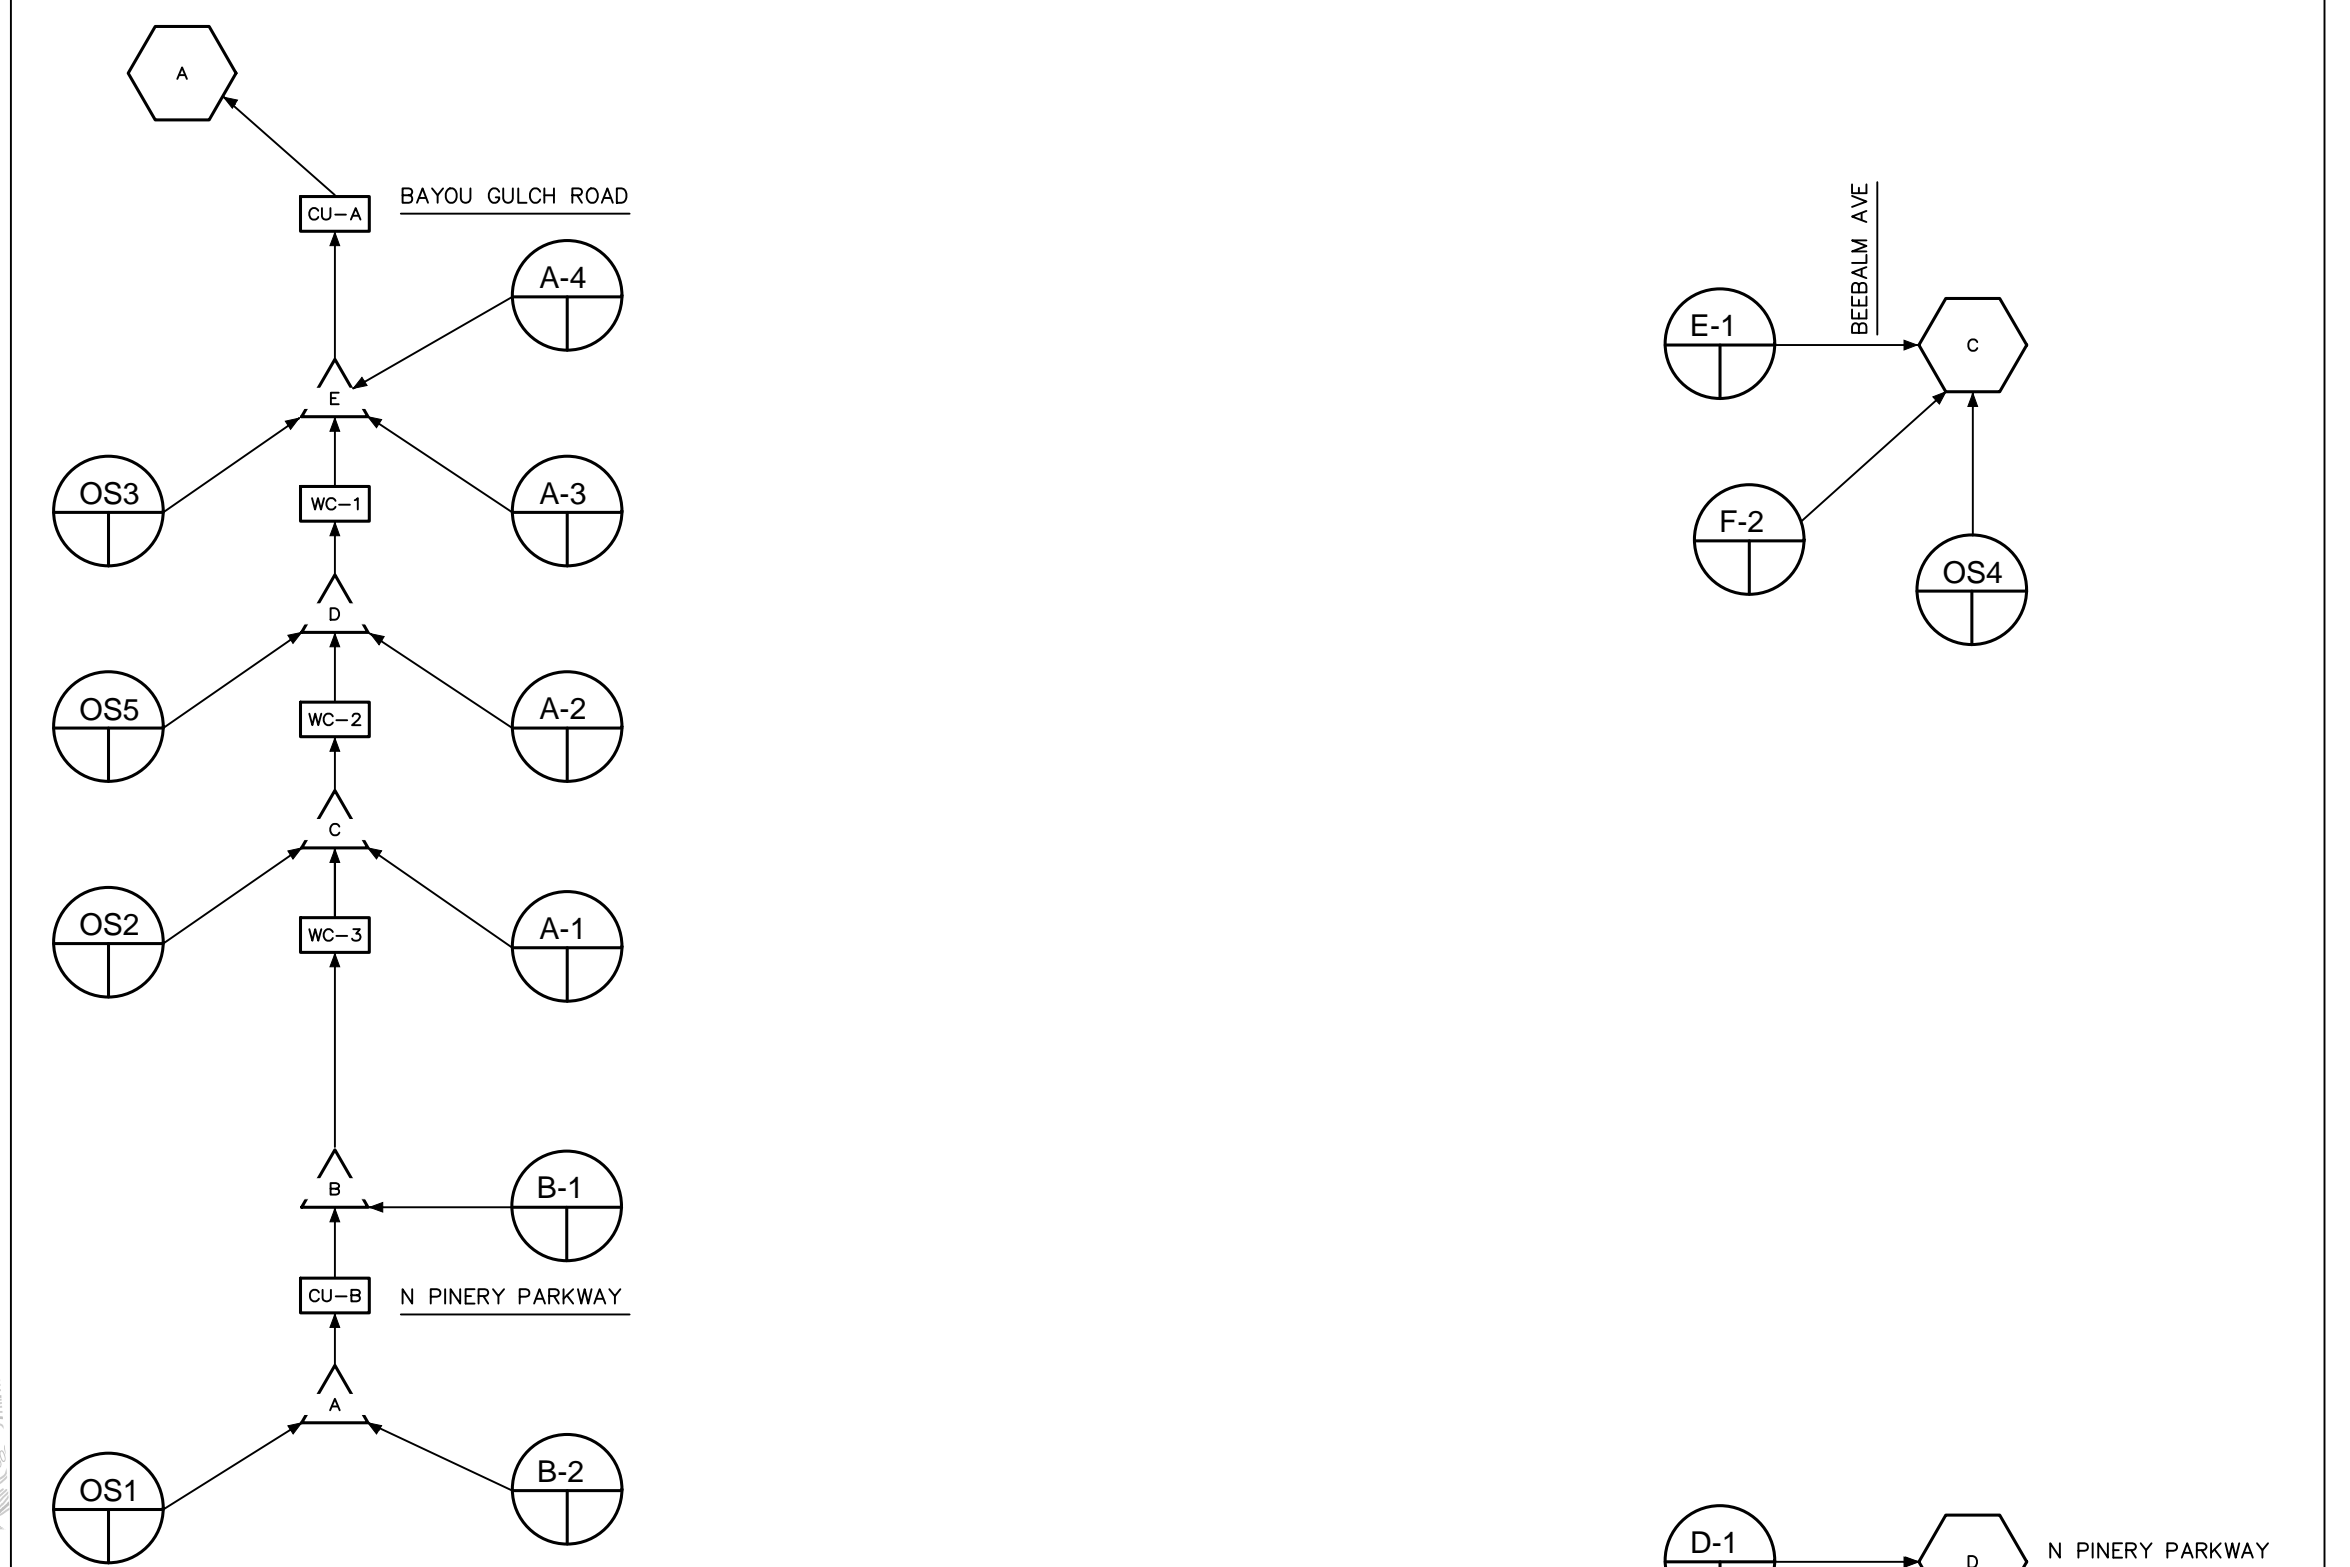 A
CU-A
BAYOU GULCH ROAD
A-4
E
OS3
WC-1
A-3
D
OS5
WC-2
A-2
C
OS2
WC-3
A-1
B
B-1
CU-B
N PINERY PARKWAY
A
OS1
B-2
BEEBALM AVE
E-1
C
F-2
OS4
D-1
D
N PINERY PARKWAY